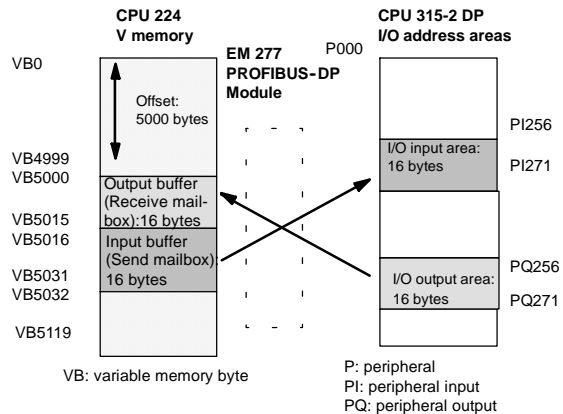 CPU 224
V memory
VB0
Offset:
5000 bytes
VB4999
VB5000
Output buffer
(Receive mail-
box):16 bytes
VB5015
VB5016
Input buffer
(Send mailbox):
16 bytes
VB5031
VB5032
VB5119
VB: variable memory byte
EM 277
PROFIBUS-DP
Module
CPU 315-2 DP
I/O address areas
P000
PI256
I/O input area:
16 bytes
PI271
PQ256
I/O output area:
16 bytes
PQ271
P: peripheral
PI: peripheral input
PQ: peripheral output